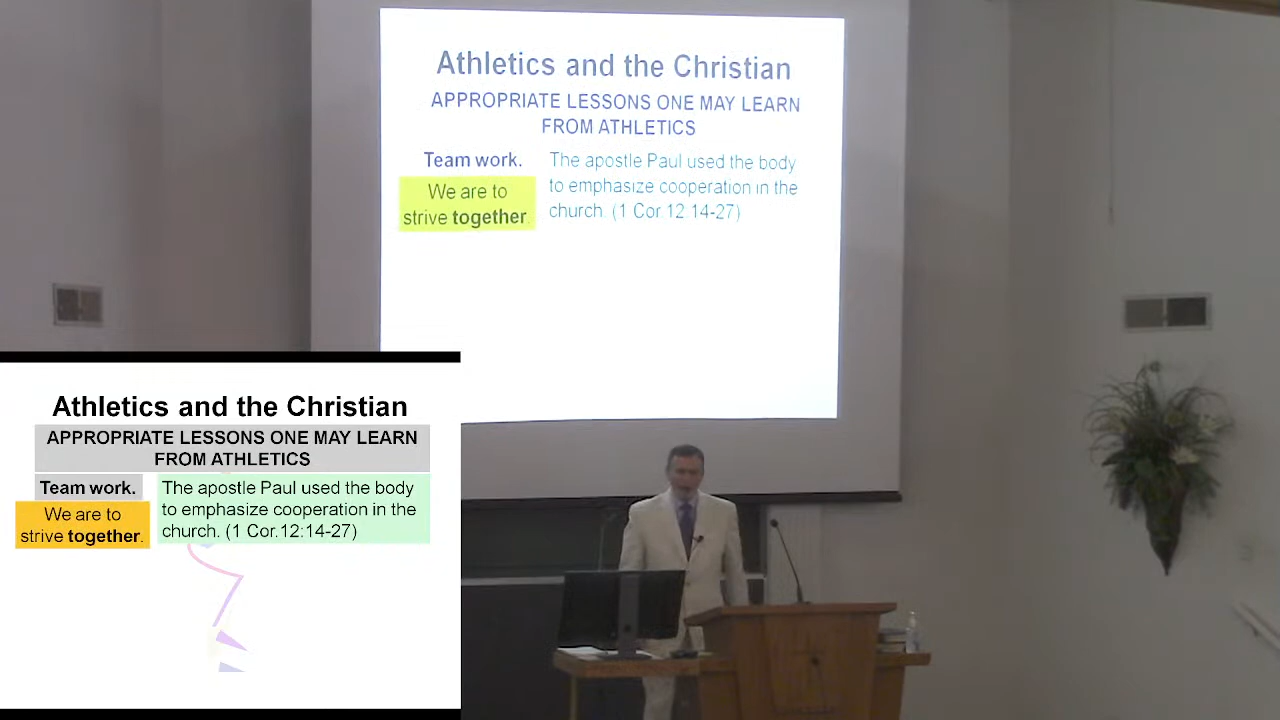 Athletics and the Christian
APPROPRIATE LESSONS ONE MAY LEARN
FROM ATHLETICS
Team work.
We are to
strive together.
The apostle Paul used the body
to emphasize cooperation in the
church. (1 Cor.12:14-27)
Athletics and the Christian
APPROPRIATE LESSONS ONE MAY LEARN
FROM ATHLETICS
Team work.
We are to
strive together.
The apostle Paul used the body
to emphasize cooperation in the
church. (1 Cor.12:14-27)